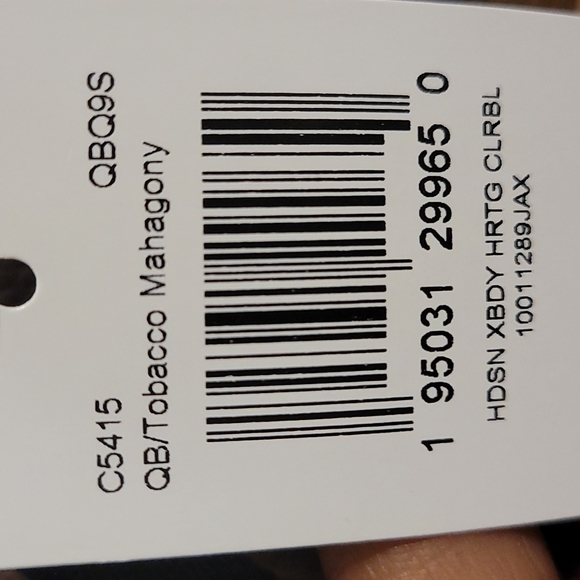 C5415 QBQ9S
QB/Tobacco Mahagony
1 95031 29965 0
HDSN XBDY HRTG CLRBL
10011289JAX